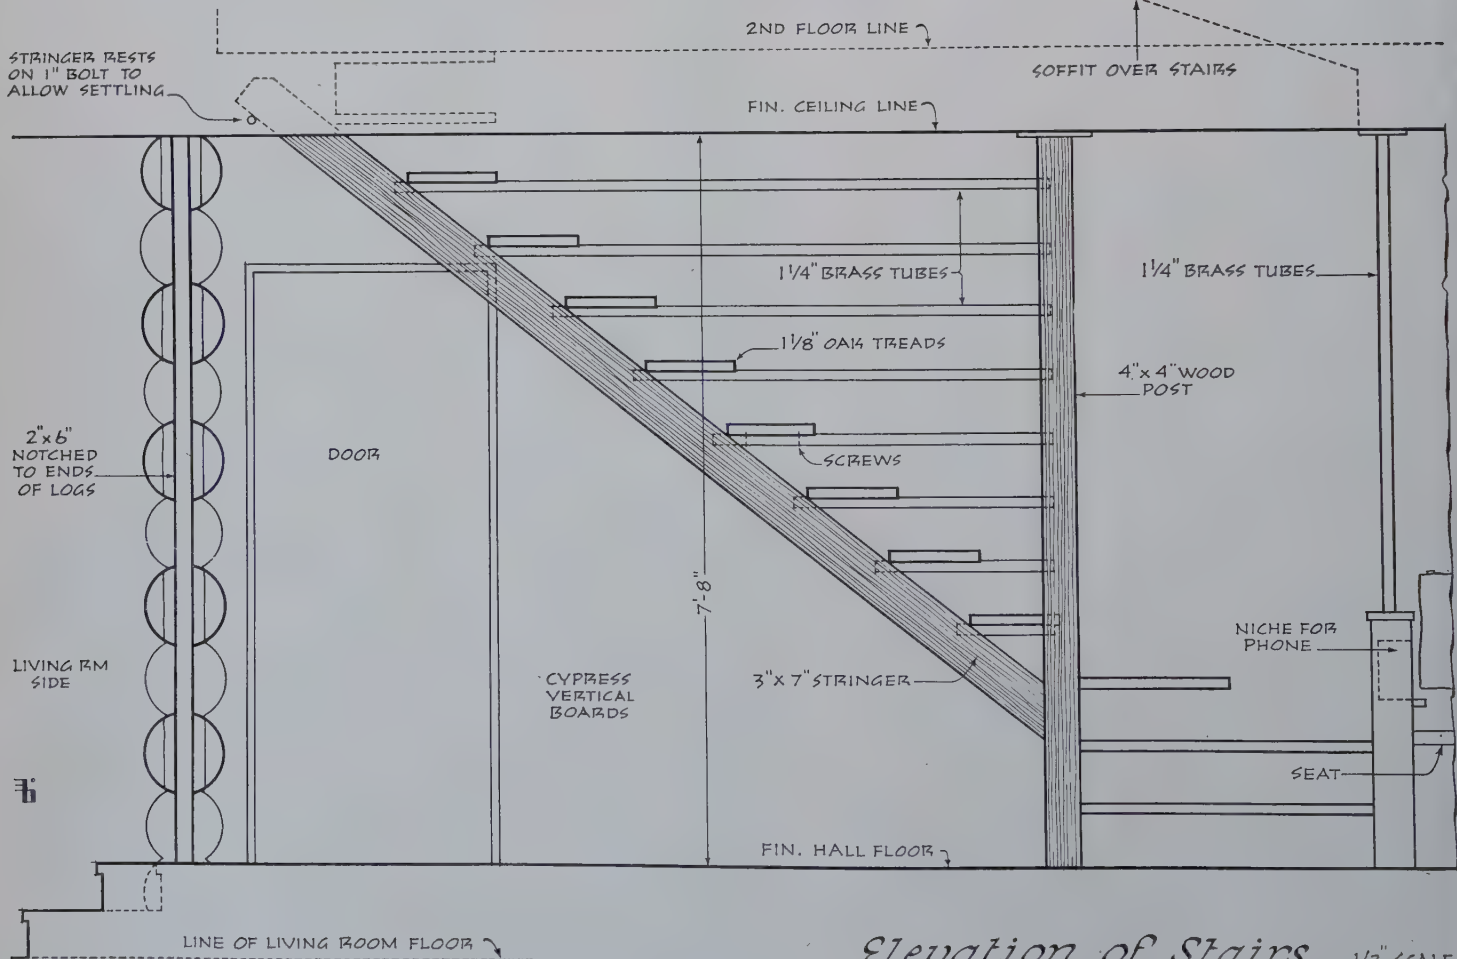 2ND FLOOR LINE
STRINGER RESTS
ON 1" BOLT TO
ALLOW SETTLING
SOFFIT OVER STAIRS
FIN. CEILING LINE
1 1/4" BRASS TUBES
1 1/4" BRASS TUBES
1 1/8" OAK TREADS
4" x 4" WOOD
POST
2" x 6"
NOTCHED
TO ENDS
OF LOGS
DOOR
SCREWS
7'-8"
NICHE FOR
PHONE
LIVING RM
SIDE
CYPRESS
VERTICAL
BOARDS
3" x 7" STRINGER
SEAT
FIN. HALL FLOOR
LINE OF LIVING ROOM FLOOR
Elevation of Stairs
1/2" SCALE